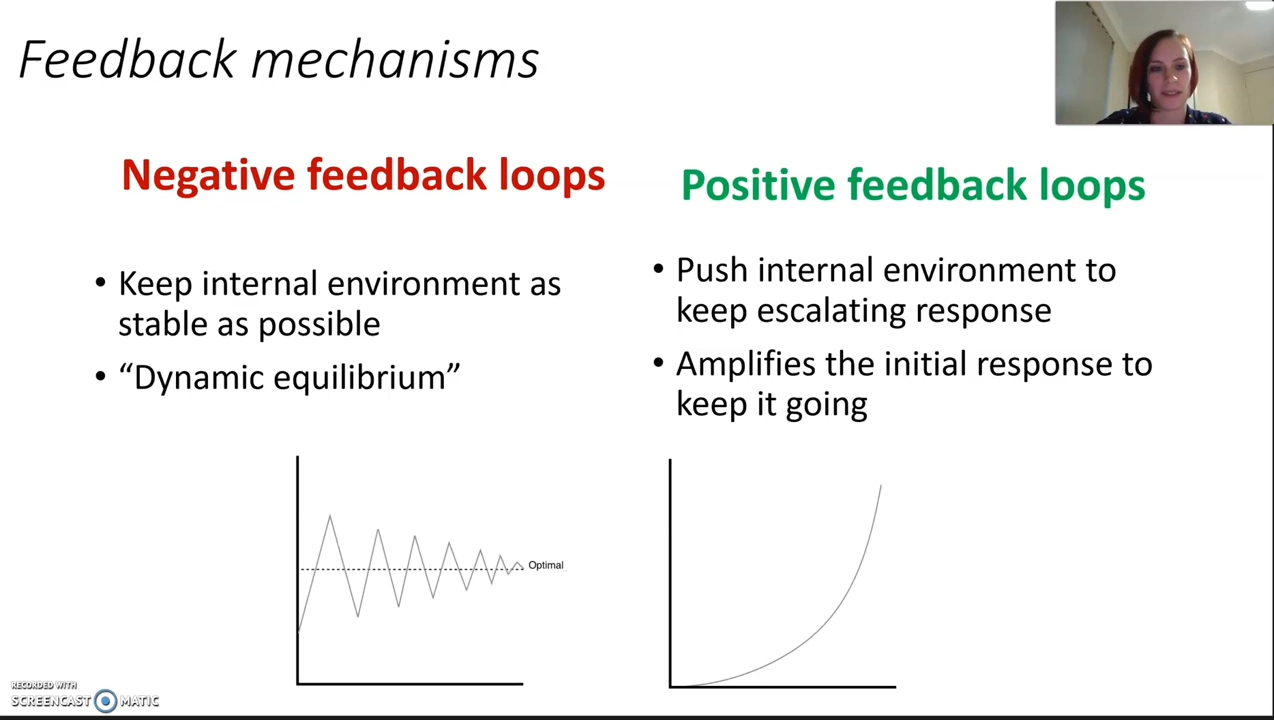 Feedback mechanisms
Negative feedback loops
• Keep internal environment as
stable as possible
• “Dynamic equilibrium”
Optimal
Positive feedback loops
• Push internal environment to
keep escalating response
• Amplifies the initial response to
keep it going
RECORDED WITH
SCREENCAST MATIC